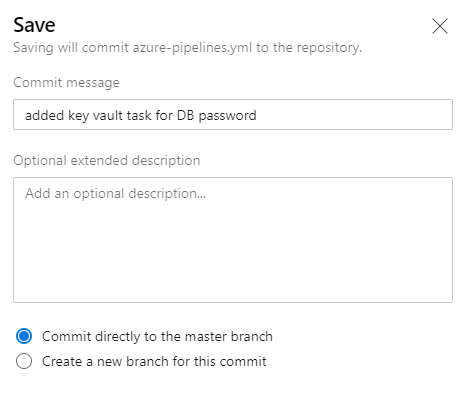 Save
Saving will commit azure-pipelines.yml to the repository.
Commit message
added key vault task for DB password
Optional extended description
Add an optional description...
Commit directly to the master branch
Create a new branch for this commit